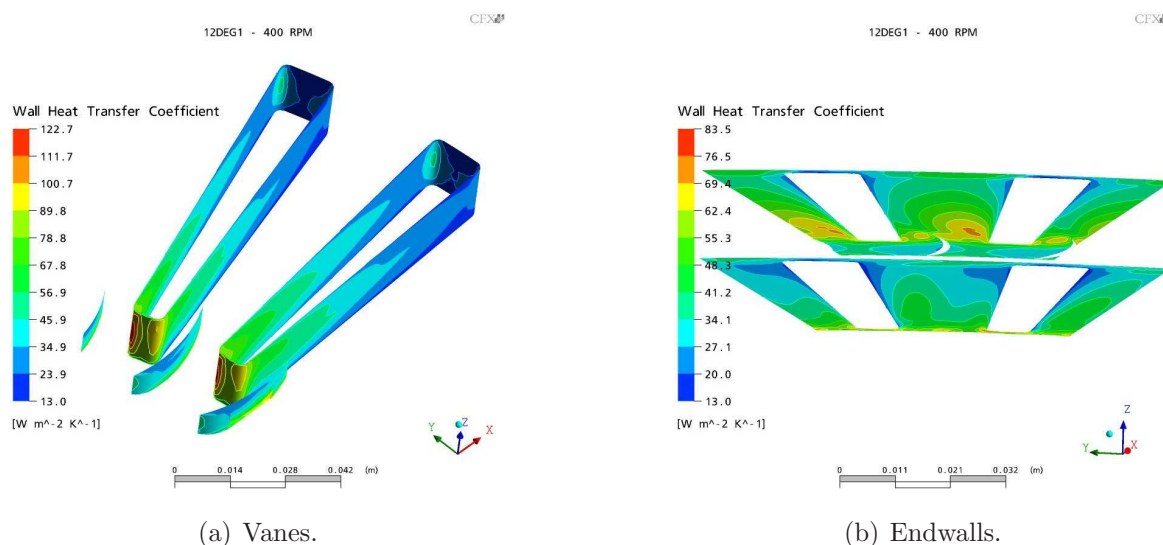 CFX
12DEG1 - 400 RPM
Wall Heat Transfer Coefficient
122.7
111.7
100.7
89.8
78.8
67.8
56.9
45.9
34.9
23.9
13.0
[W m^-2 K^-1]
Y
Z
X
0 0.014 0.028 0.042 (m)
(a) Vanes.
CFX
12DEG1 - 400 RPM
Wall Heat Transfer Coefficient
83.5
76.5
69.4
62.4
55.3
48.3
41.2
34.1
27.1
20.0
13.0
[W m^-2 K^-1]
Z
Y
X
0 0.011 0.021 0.032 (m)
(b) Endwalls.